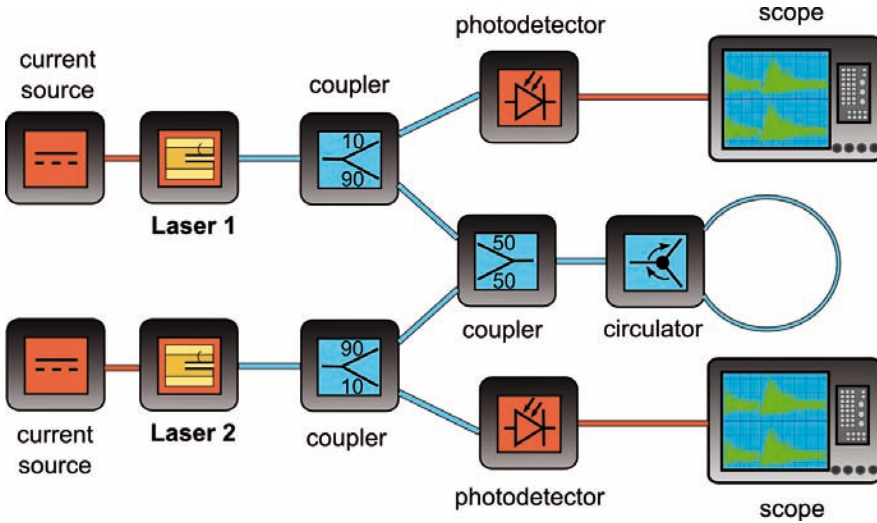 scope
photodetector
current
source
coupler
10
90
Laser 1
50
50
coupler
circulator
90
10
current
source
Laser 2
coupler
photodetector
scope